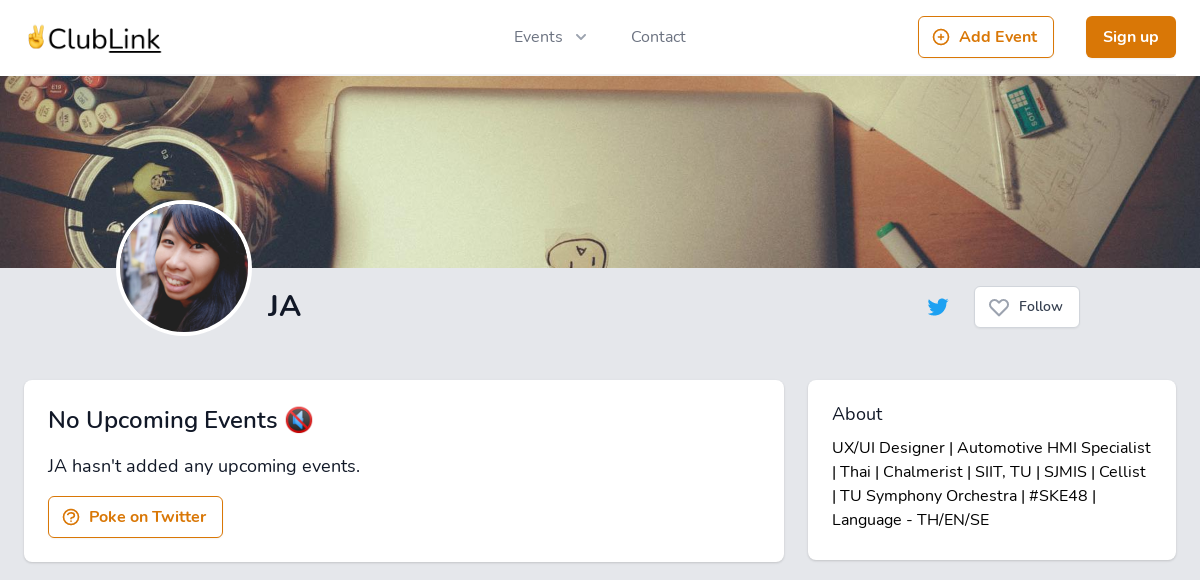 ✌ClubLink
Events
Contact
Add Event
Sign up
SOFT
JA
Follow
No Upcoming Events 🔇
JA hasn't added any upcoming events.
Poke on Twitter
About
UX/UI Designer | Automotive HMI Specialist
| Thai | Chalmerist | SIIT, TU | SJMIS | Cellist
| TU Symphony Orchestra | #SKE48 |
Language - TH/EN/SE